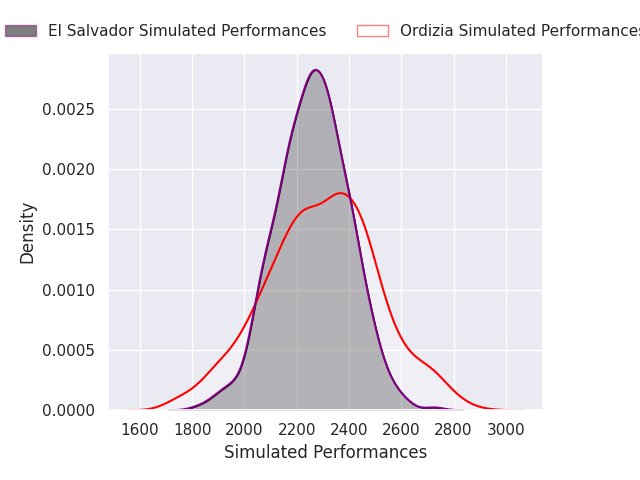 El Salvador Simulated Performances
Ordizia Simulated Performances
0.0025
0.0020
0.0015
0.0010
0.0005
0.0000
Density
1600 1800 2000 2200 2400 2600 2800 3000
Simulated Performances